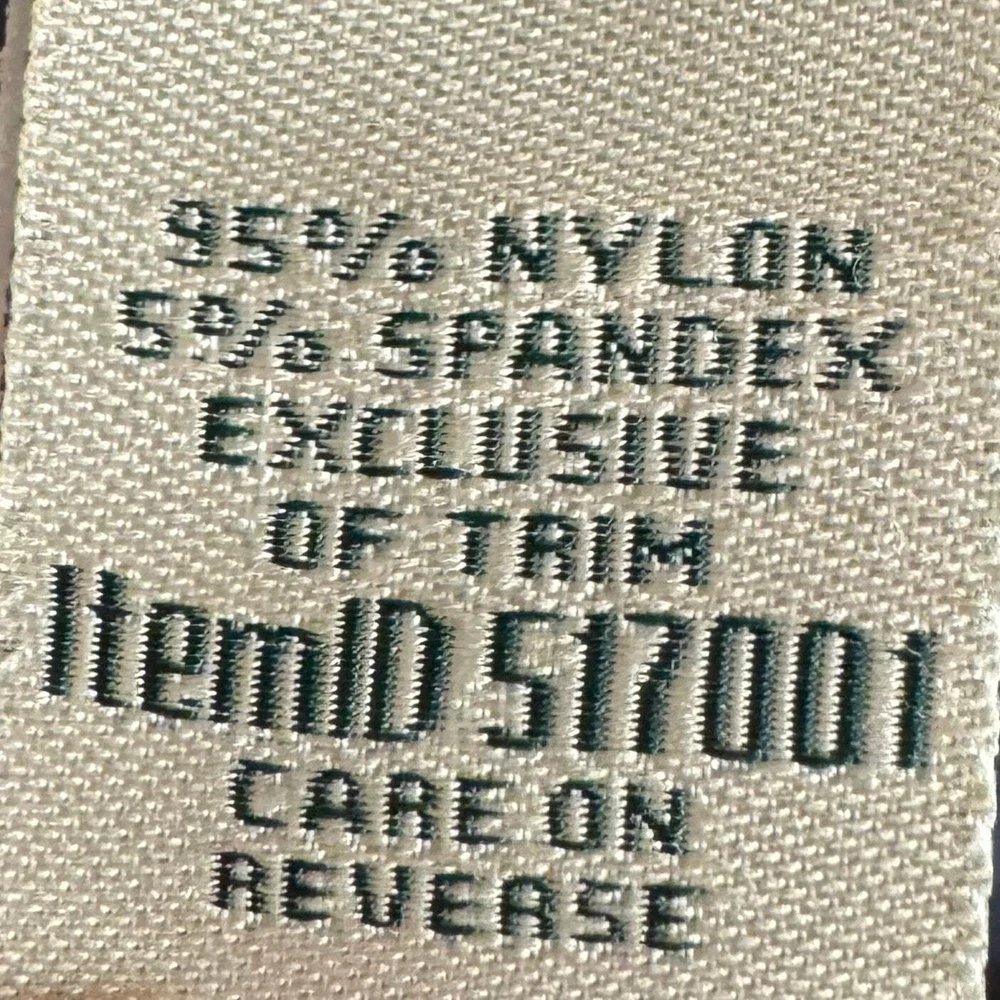 95% NYLON
5% SPANDEX
EXCLUSIVE
OF TRIM
ItemID 517001
CARE ON
REVERSE